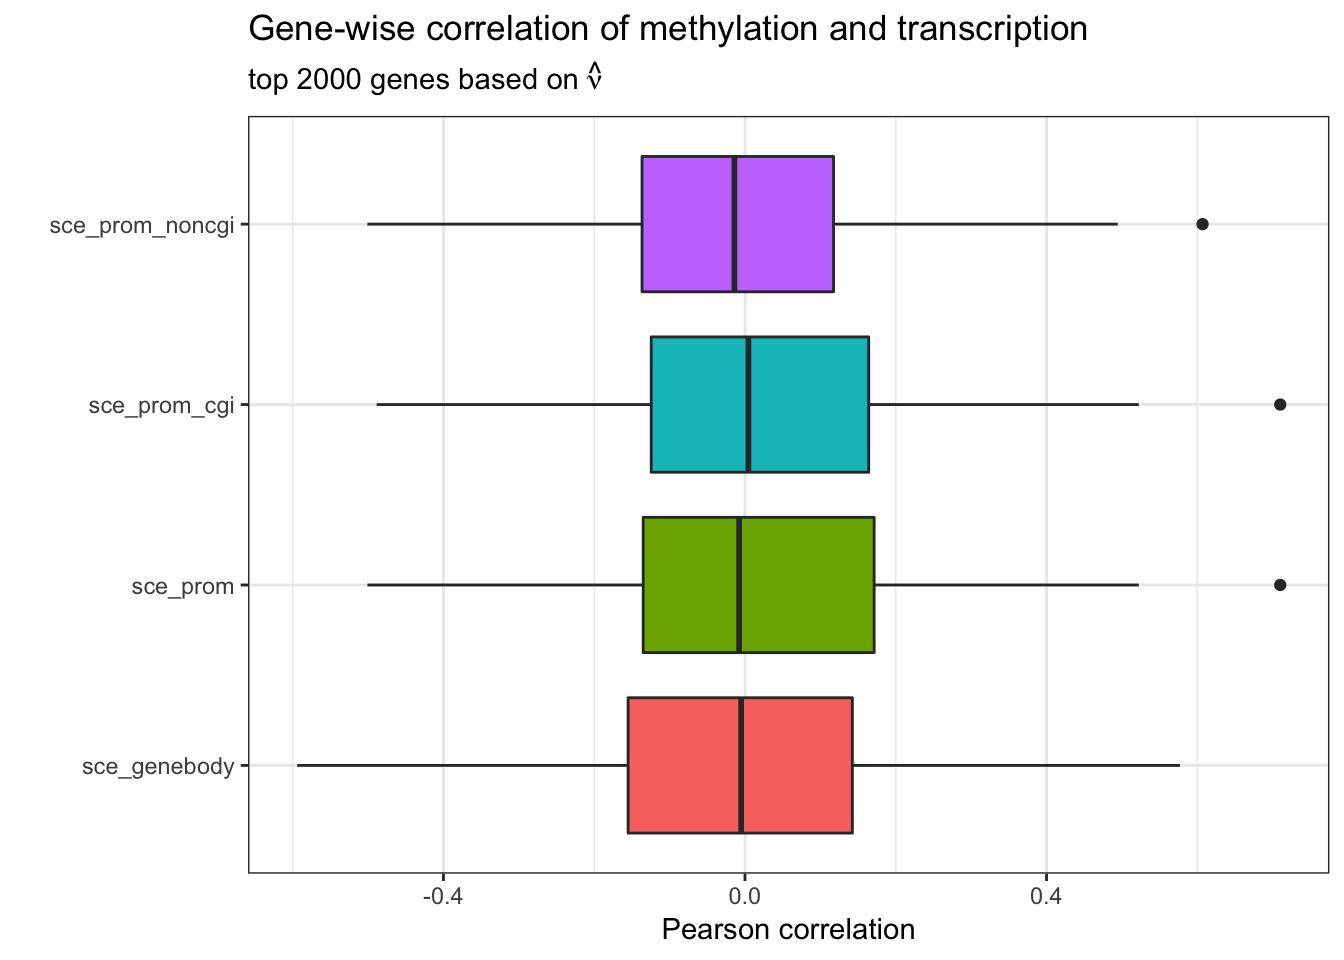 Gene-wise correlation of methylation and transcription
top 2000 genes based on v̂
sce_prom_noncgi
sce_prom_cgi
sce_prom
sce_genebody
-0.4 0.0 0.4
Pearson correlation